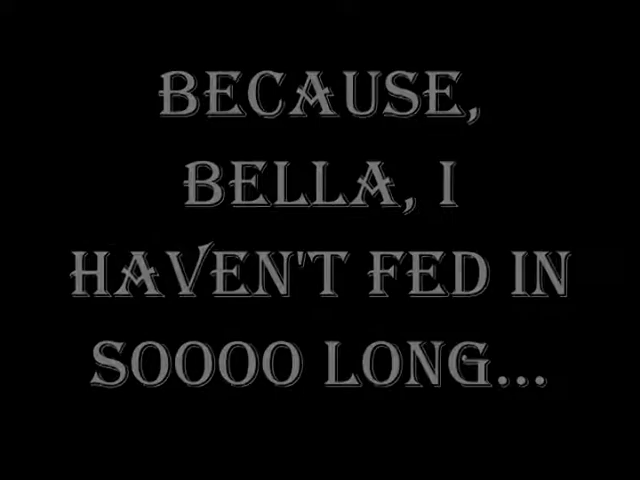 BECAUSE,
BELLA, I
HAVEN'T FED IN
SOOOO LONG...